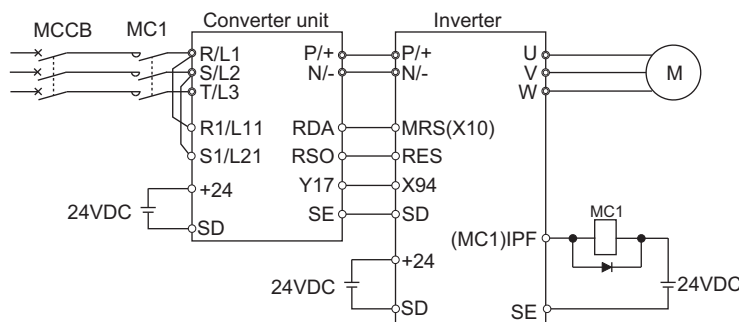 MCCB MC1 Converter unit Inverter
R/L1 P/+ P/+ U
S/L2 N/- N/- V M
T/L3 W
R1/L11 RDA MRS(X10)
S1/L21 RSO RES
+24 Y17 X94
24VDC SE SD MC1
SD (MC1)IPF
+24
24VDC 24VDC
SD SE